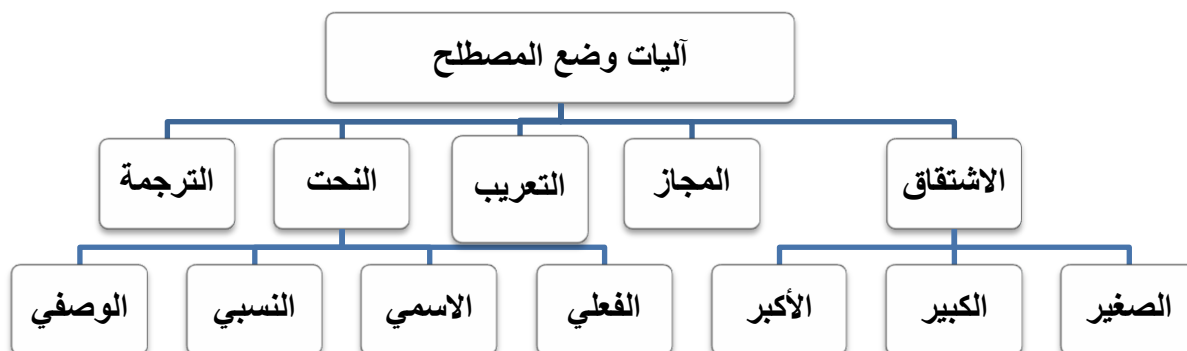 آليات وضع المصطلح
الاشتقاق المجاز التعريب النحت الترجمة
الصغير الكبير الأكبر الفعلي الاسمي النسبي الوصفي